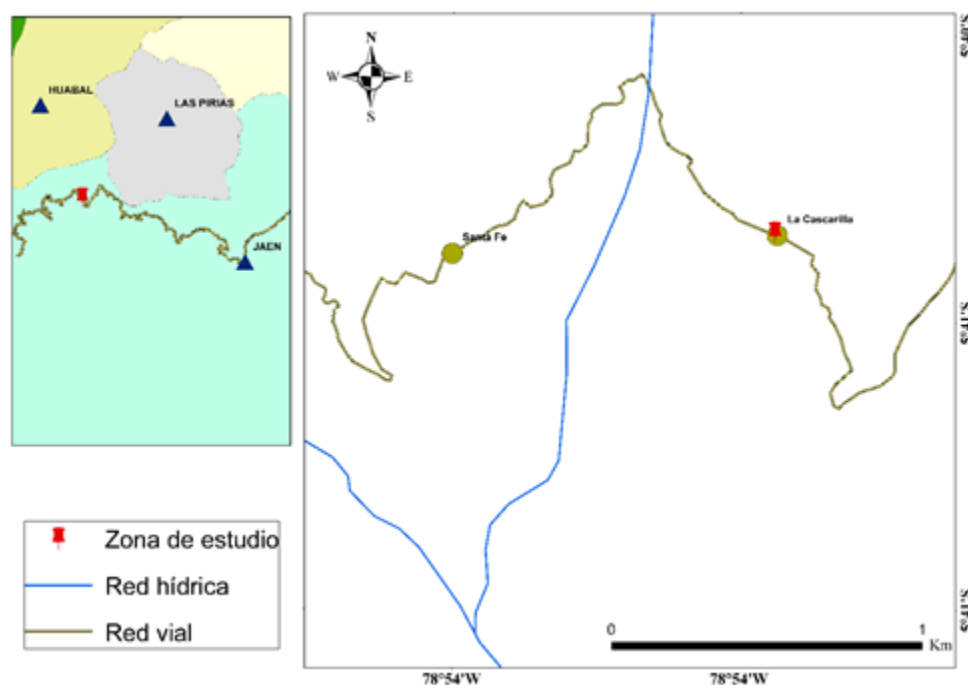 HUABAL
LAS PIRIAS
JAEN
Zona de estudio
Red hídrica
Red vial
N
W
E
S
Santa Fe
La Cascarilla
0
1
Km
78°54'W
78°54'W